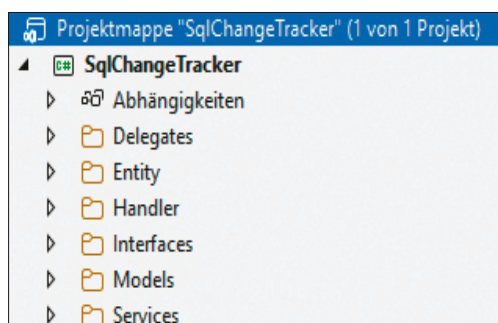 Projektmappe "SqlChangeTracker" (1 von 1 Projekt)
C# SqlChangeTracker
Abhängigkeiten
Delegates
Entity
Handler
Interfaces
Models
Services